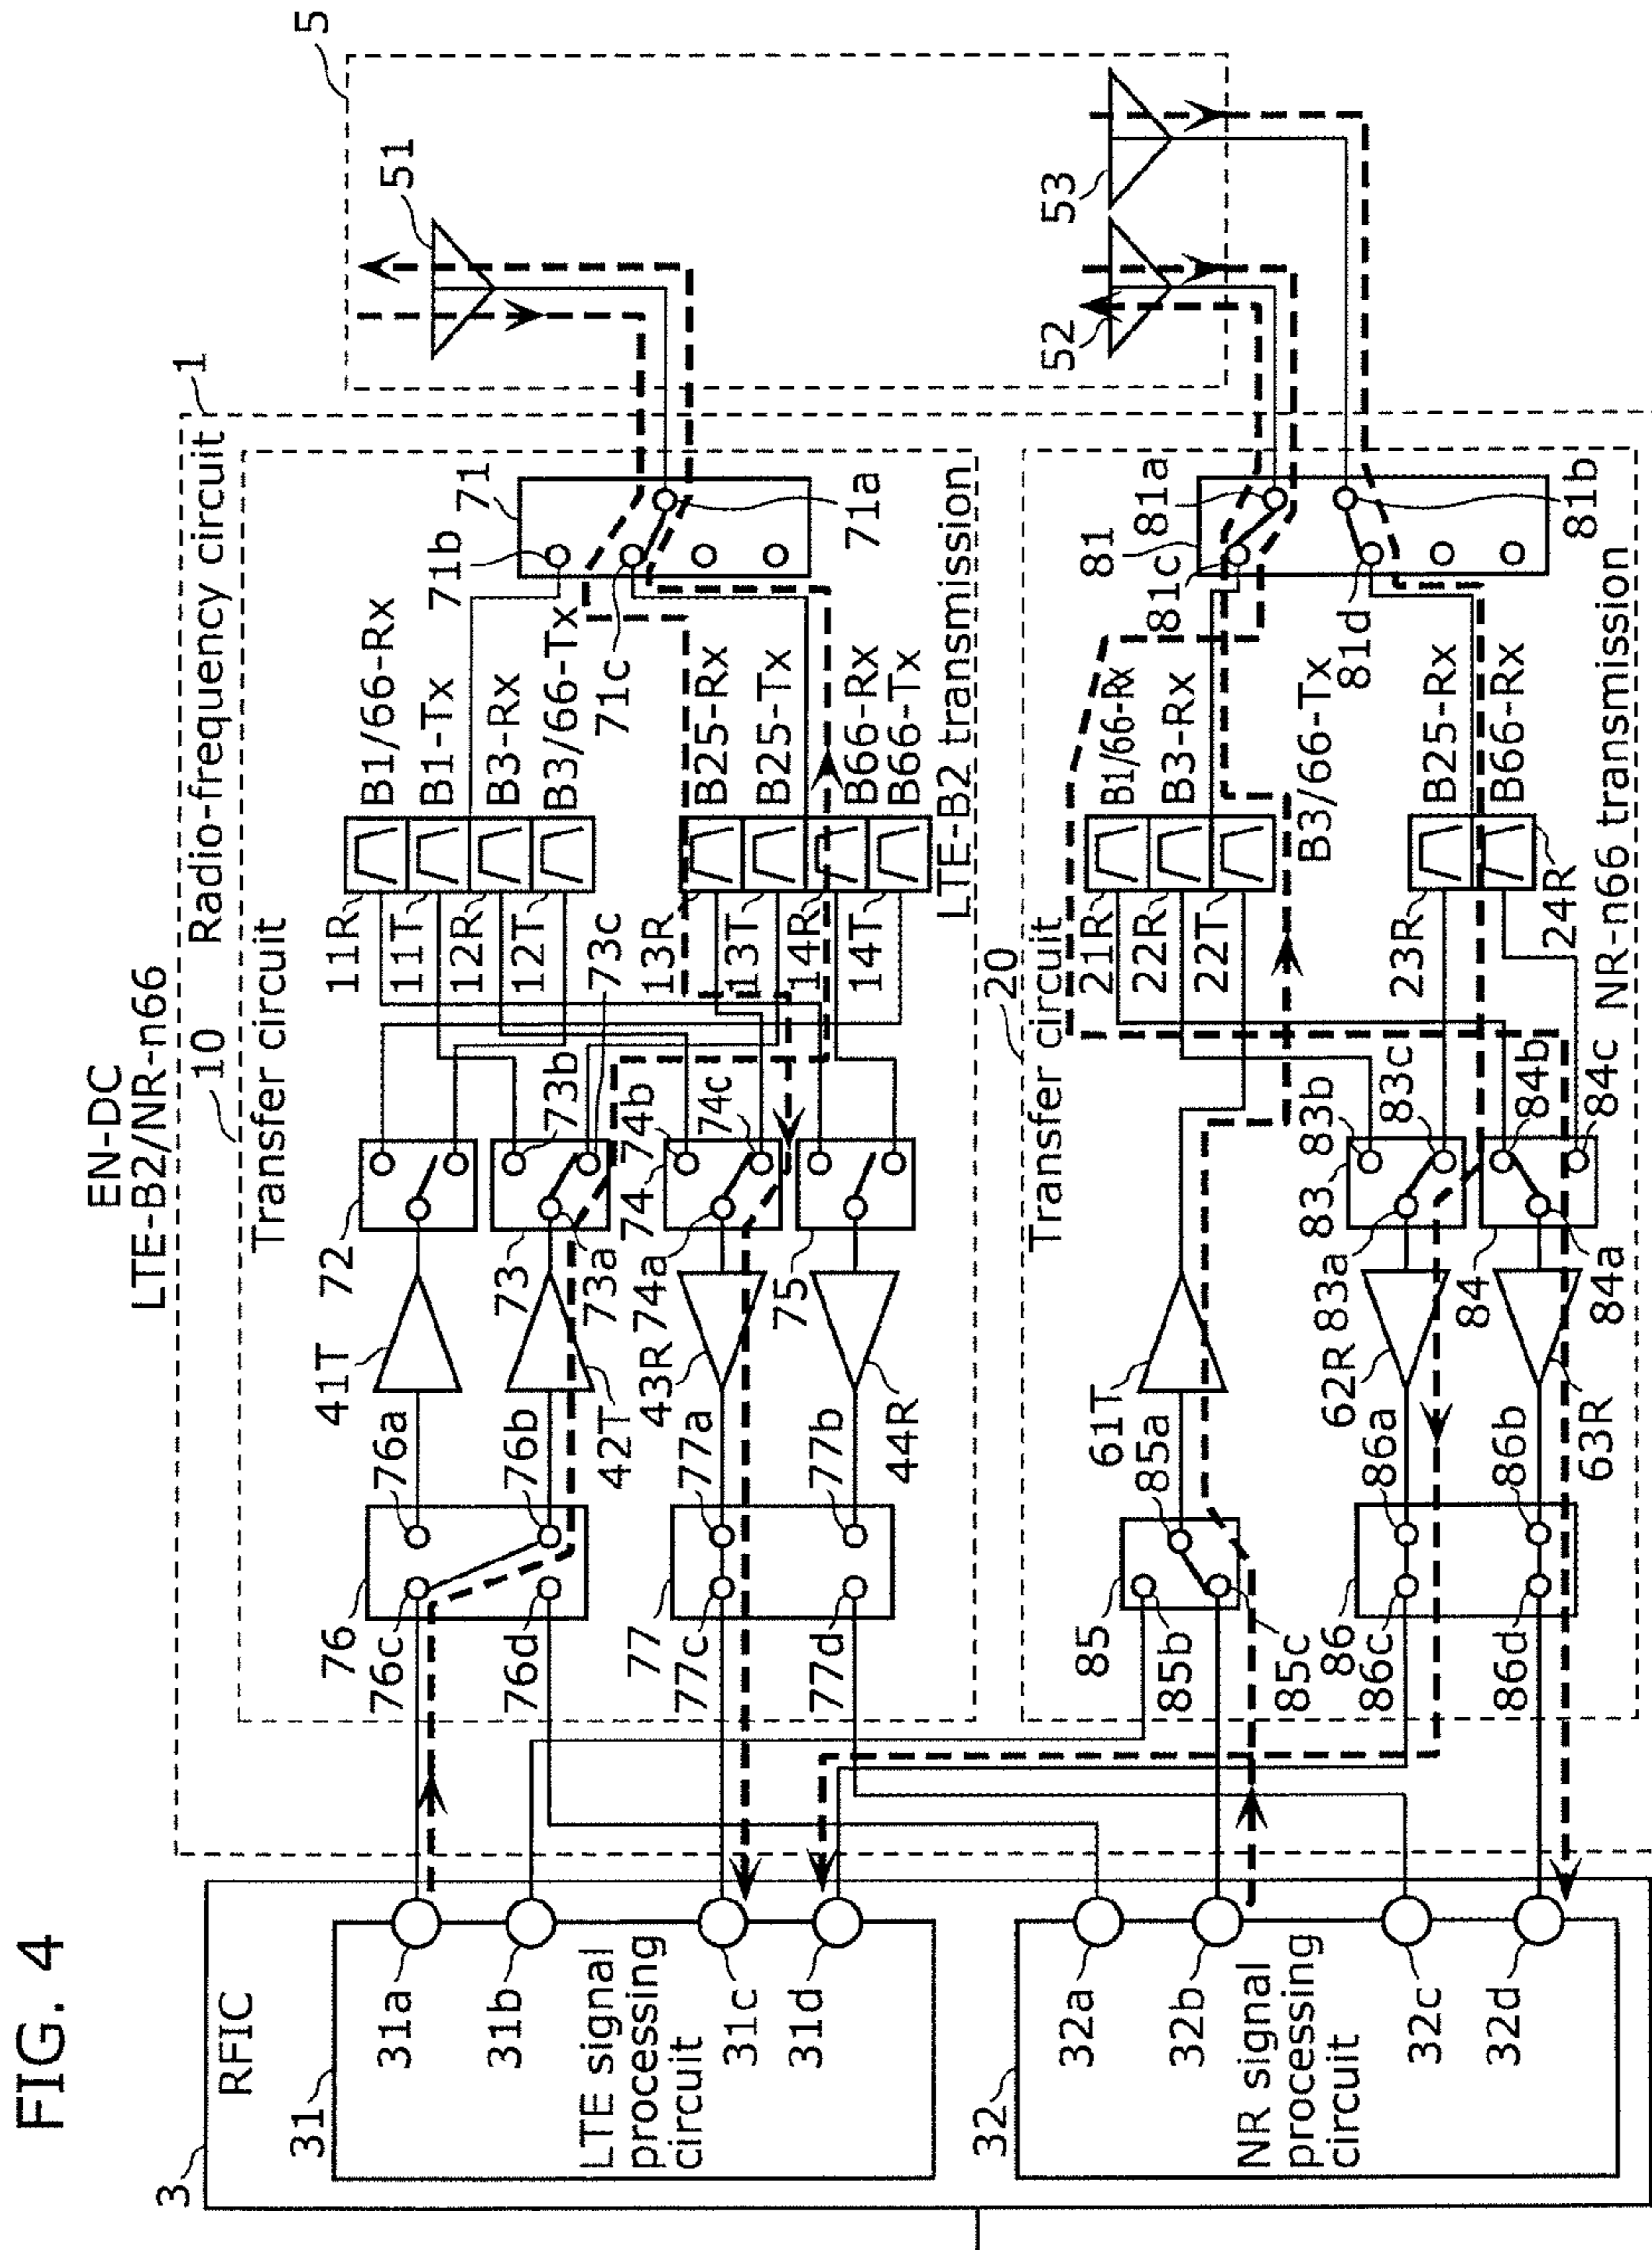 FIG. 4
EN-DC
LTE-B2/NR-n66
3
RFIC
31
LTE signal
processing
circuit
31a
31b
31c
31d
32
NR signal
processing
circuit
32a
32b
32c
32d
1
Radio-frequency circuit
10
Transfer circuit
76
76a
76b
76c
76d
77
77a
77b
77c
77d
41T
42T
43R
44R
72
73
73a
73b
73c
74
74a
74b
74c
75
11R
11T
12R
12T
13R
13T
14R
14T
B1/66-Rx
B1-Tx
B3-Rx
B3/66-Tx
B25-Rx
B25-Tx
B66-Rx
B66-Tx
71
71a
71b
71c
LTE-B2 transmission
20
Transfer circuit
85
85a
85b
85c
86
86a
86b
86c
86d
61T
62R
63R
83
83a
83b
83c
84
84a
84b
84c
21R
22R
22T
23R
24R
B1/66-Rx
B3-Rx
B3/66-Tx
B25-Rx
B66-Rx
81
81a
81b
81c
81d
NR-n66 transmission
5
51
52
53